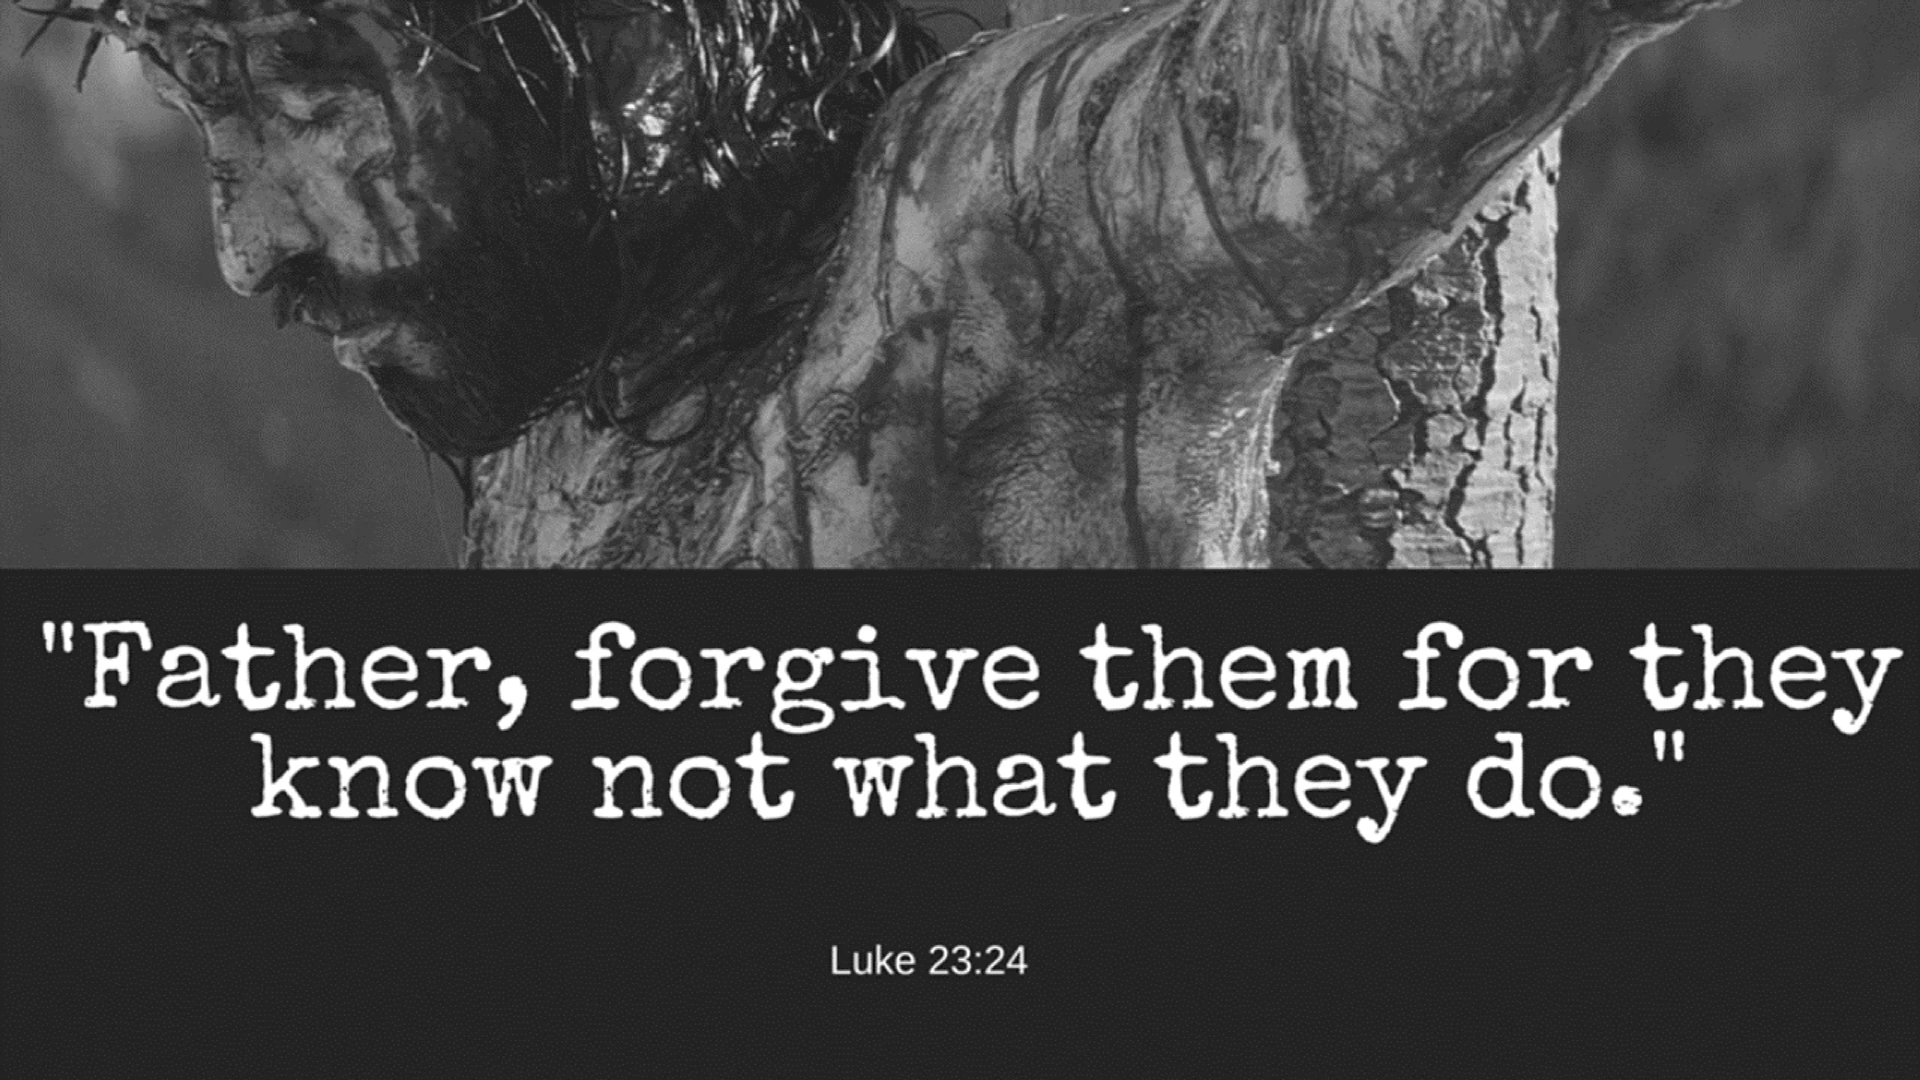 "Father, forgive them for they
know not what they do."
Luke 23:24